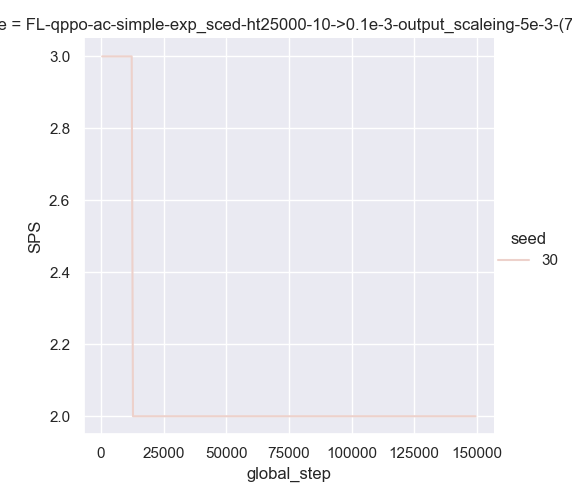 e = FL-qppo-ac-simple-exp_sced-ht25000-10->0.1e-3-output_scaleing-5e-3-(7
3.0
2.8
2.6
2.4
2.2
2.0
SPS
0 25000 50000 75000 100000 125000 150000
global_step
seed
30